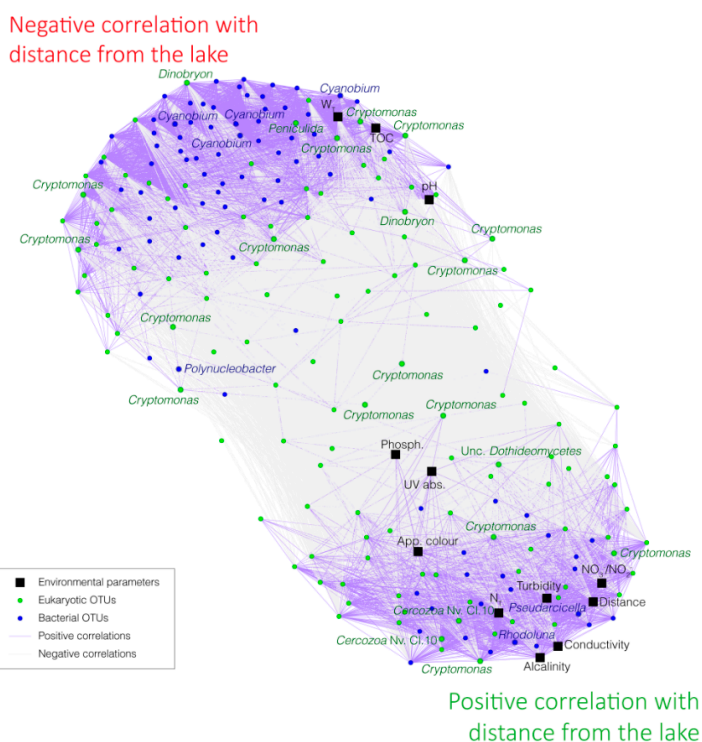 Negative correlation with
distance from the lake
Dinobryon
Cyanobium
W
Cyanobium
Cyanobium
Cryptomonas
Peniculida
Cryptomonas
TOC
Cyanobium
Cryptomonas
Cryptomonas
pH
Dinobryon
Cryptomonas
Cryptomonas
Cryptomonas
Cryptomonas
Cryptomonas
Polynucleobacter
Cryptomonas
Cryptomonas
Cryptomonas
Cryptomonas
Phosph.
Unc. Dothideomycetes
UV abs.
Cryptomonas
App. colour
Cryptomonas
NO /NO
Turbidity
N
Distance
Cercozoa Nv. Cl.10
Pseudercicella
Rhodoluna
Cercozoa Nv. Cl.10
Conductivity
Cryptomonas
Alcalinity
Environmental parameters
Eukaryotic OTUs
Bacterial OTUs
Positive correlations
Negative correlations
Positive correlation with
distance from the lake